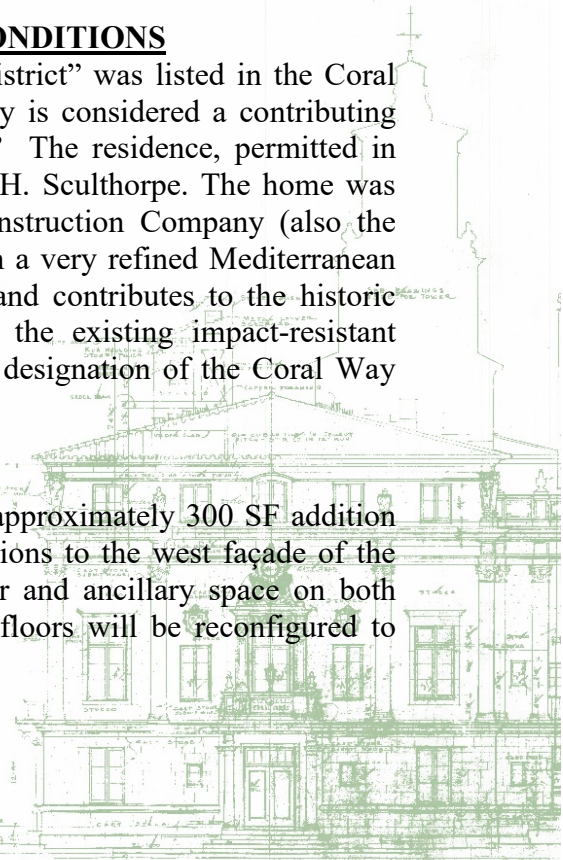 ONDITIONS
istrict” was listed in the Coral
y is considered a contributing
” The residence, permitted in
H. Sculthorpe. The home was
nstruction Company (also the
n a very refined Mediterranean
and contributes to the historic
the existing impact-resistant
designation of the Coral Way
approximately 300 SF addition
ions to the west façade of the
r and ancillary space on both
floors will be reconfigured to
STUCCO
STUCCO